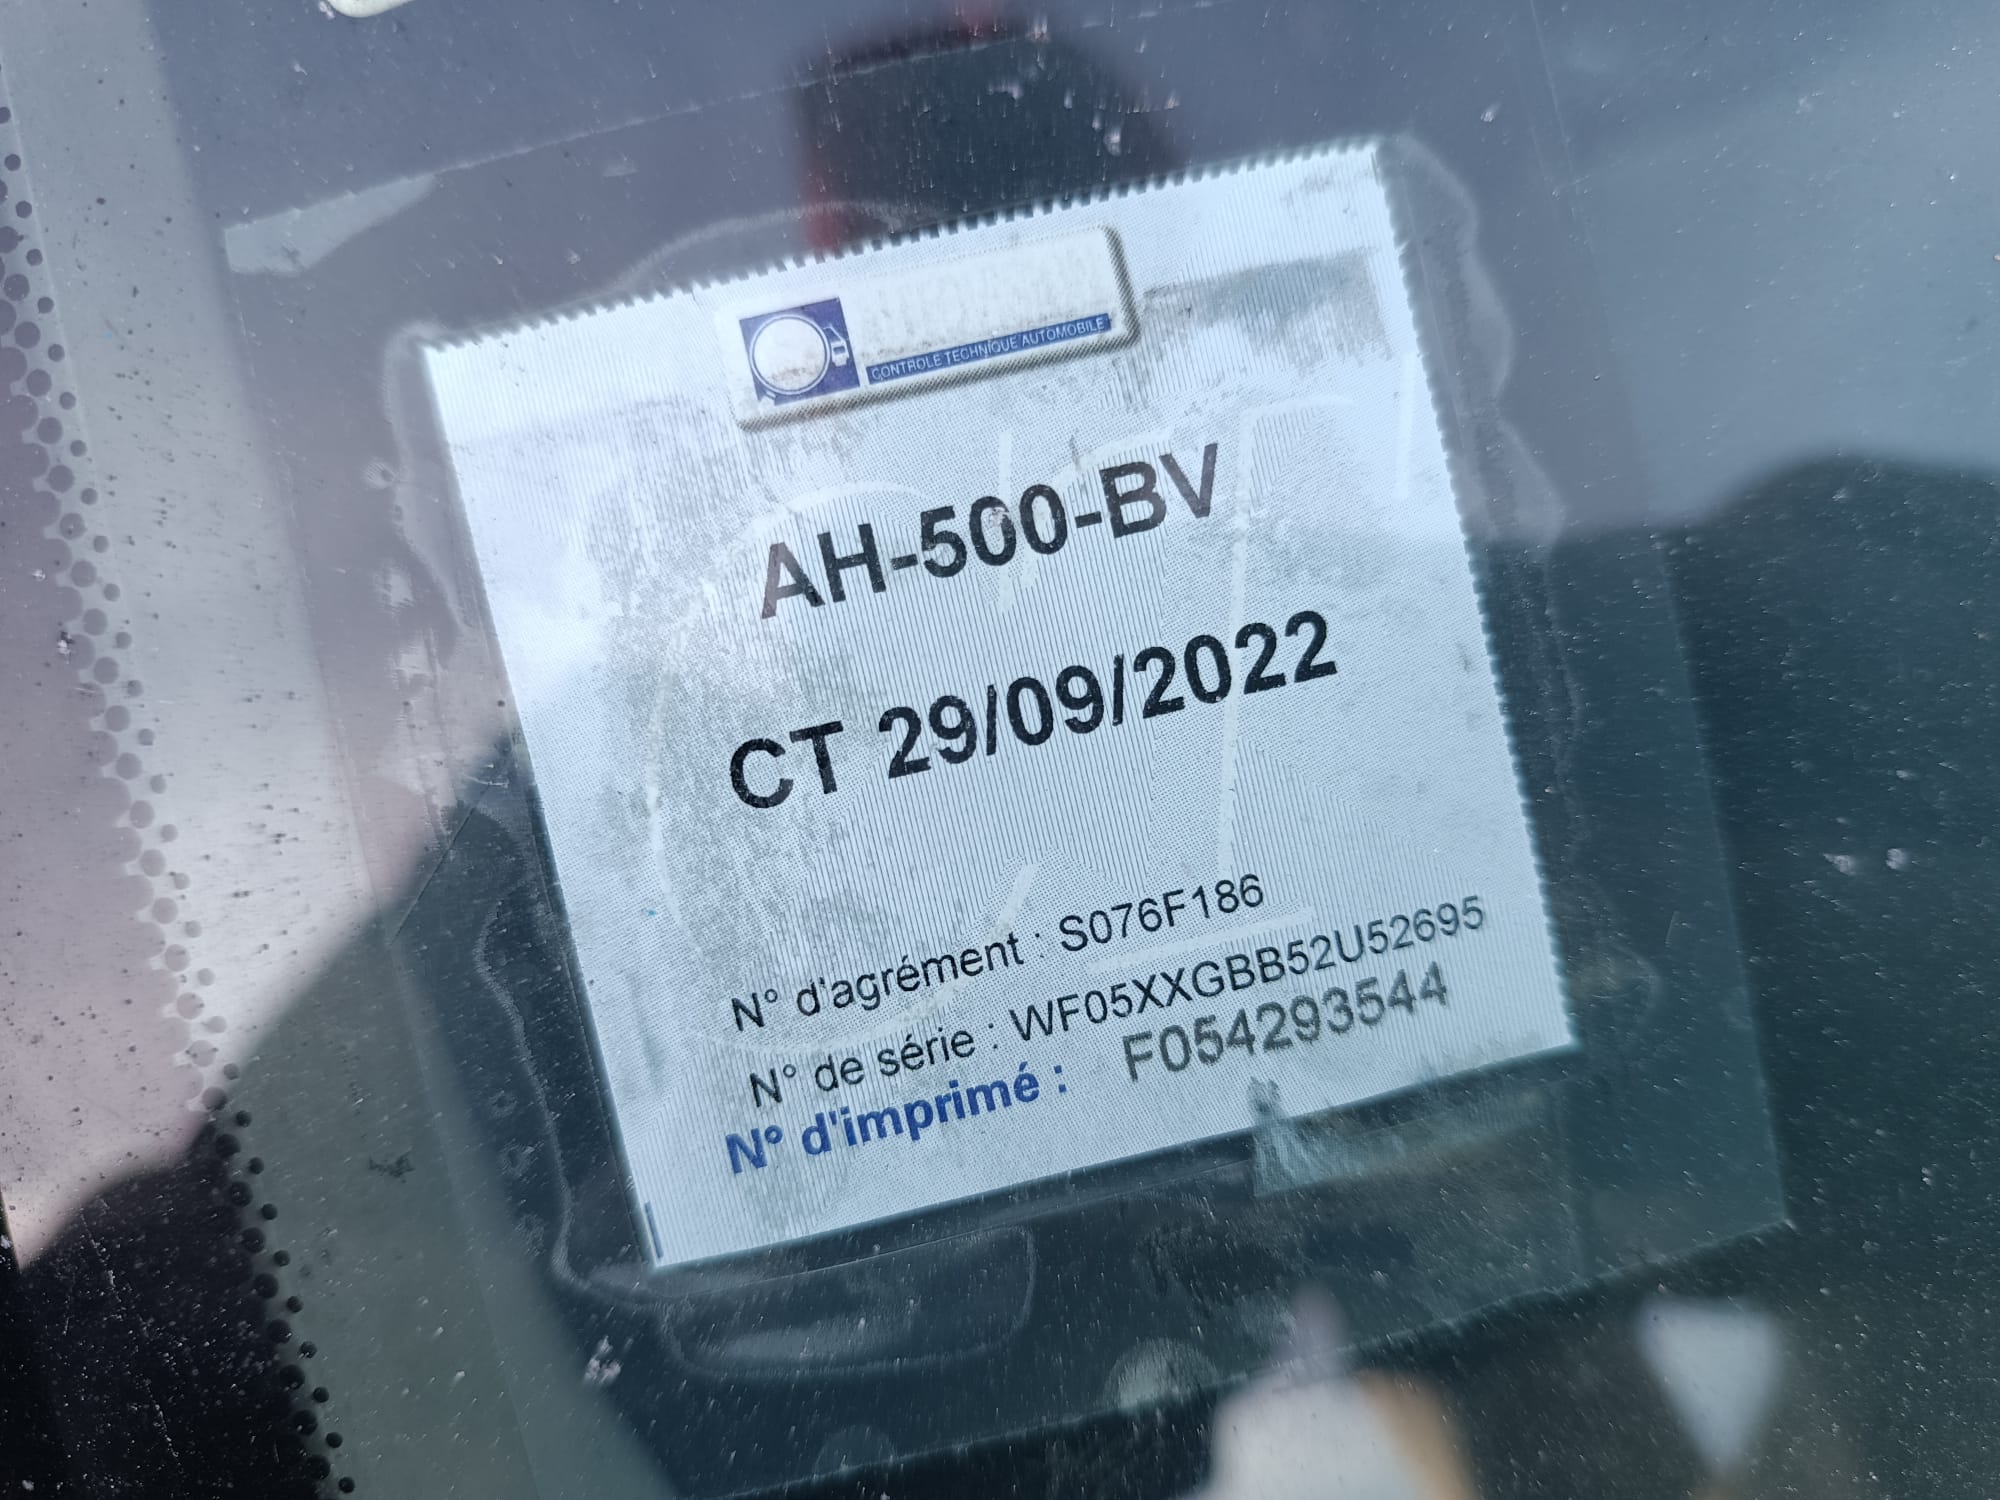 CONTROLE TECHNIQUE AUTOMOBILE
AH-500-BV
CT 29/09/2022
N° d'agrément : S076F186
N° de série : WF05XXGBB52U52695
N° d'imprimé : F054293544